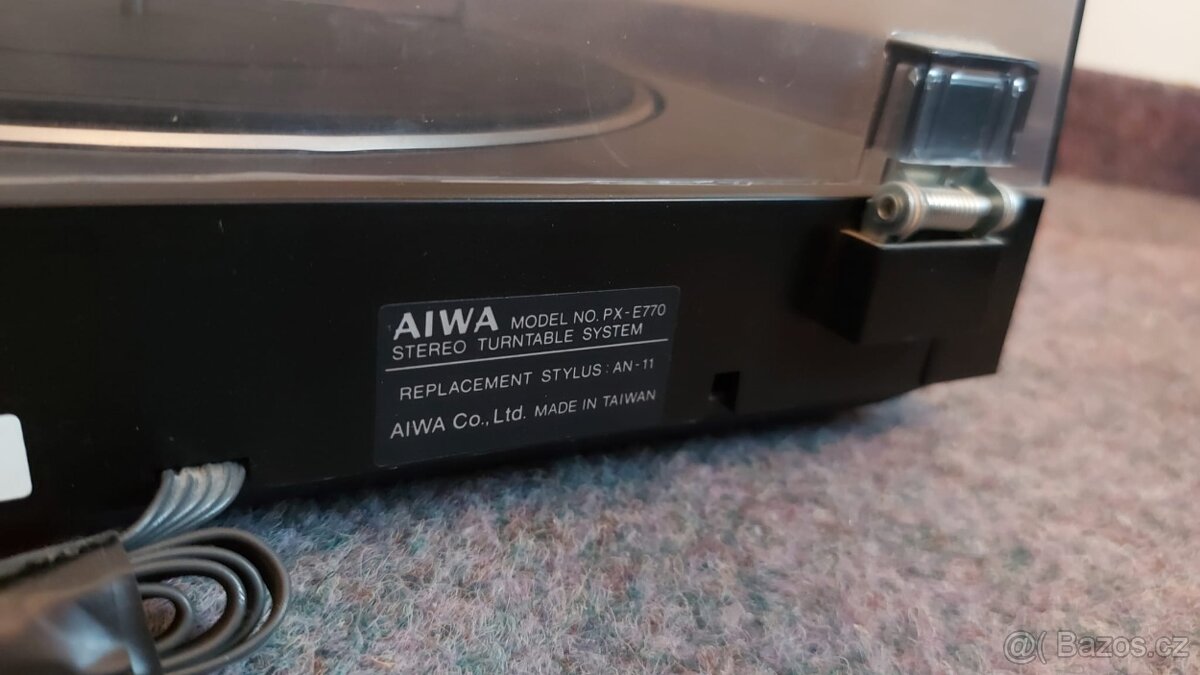 AIWA MODEL NO. PX-E770
STEREO TURNTABLE SYSTEM
REPLACEMENT STYLUS: AN-11
AIWA Co., Ltd. MADE IN TAIWAN
@( Bazos.cz